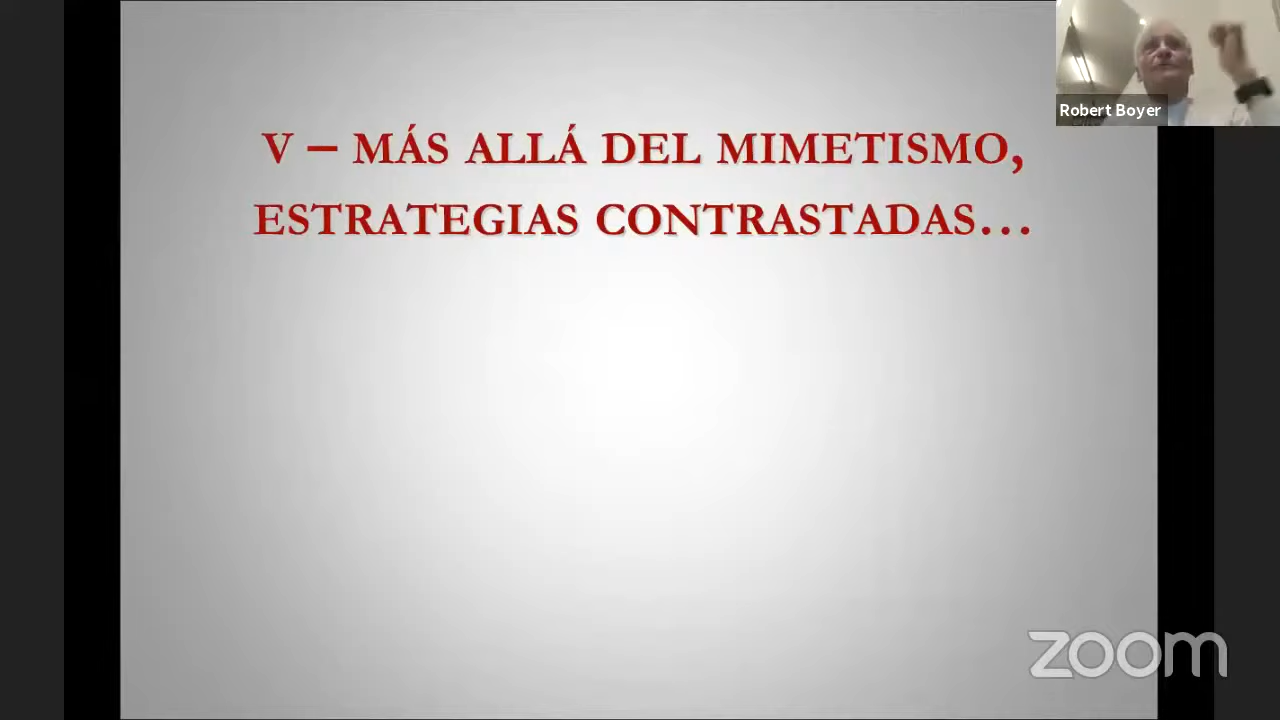 Robert Boyer
V – MÁS ALLÁ DEL MIMETISMO,
ESTRATEGIAS CONTRASTADAS...
zoom